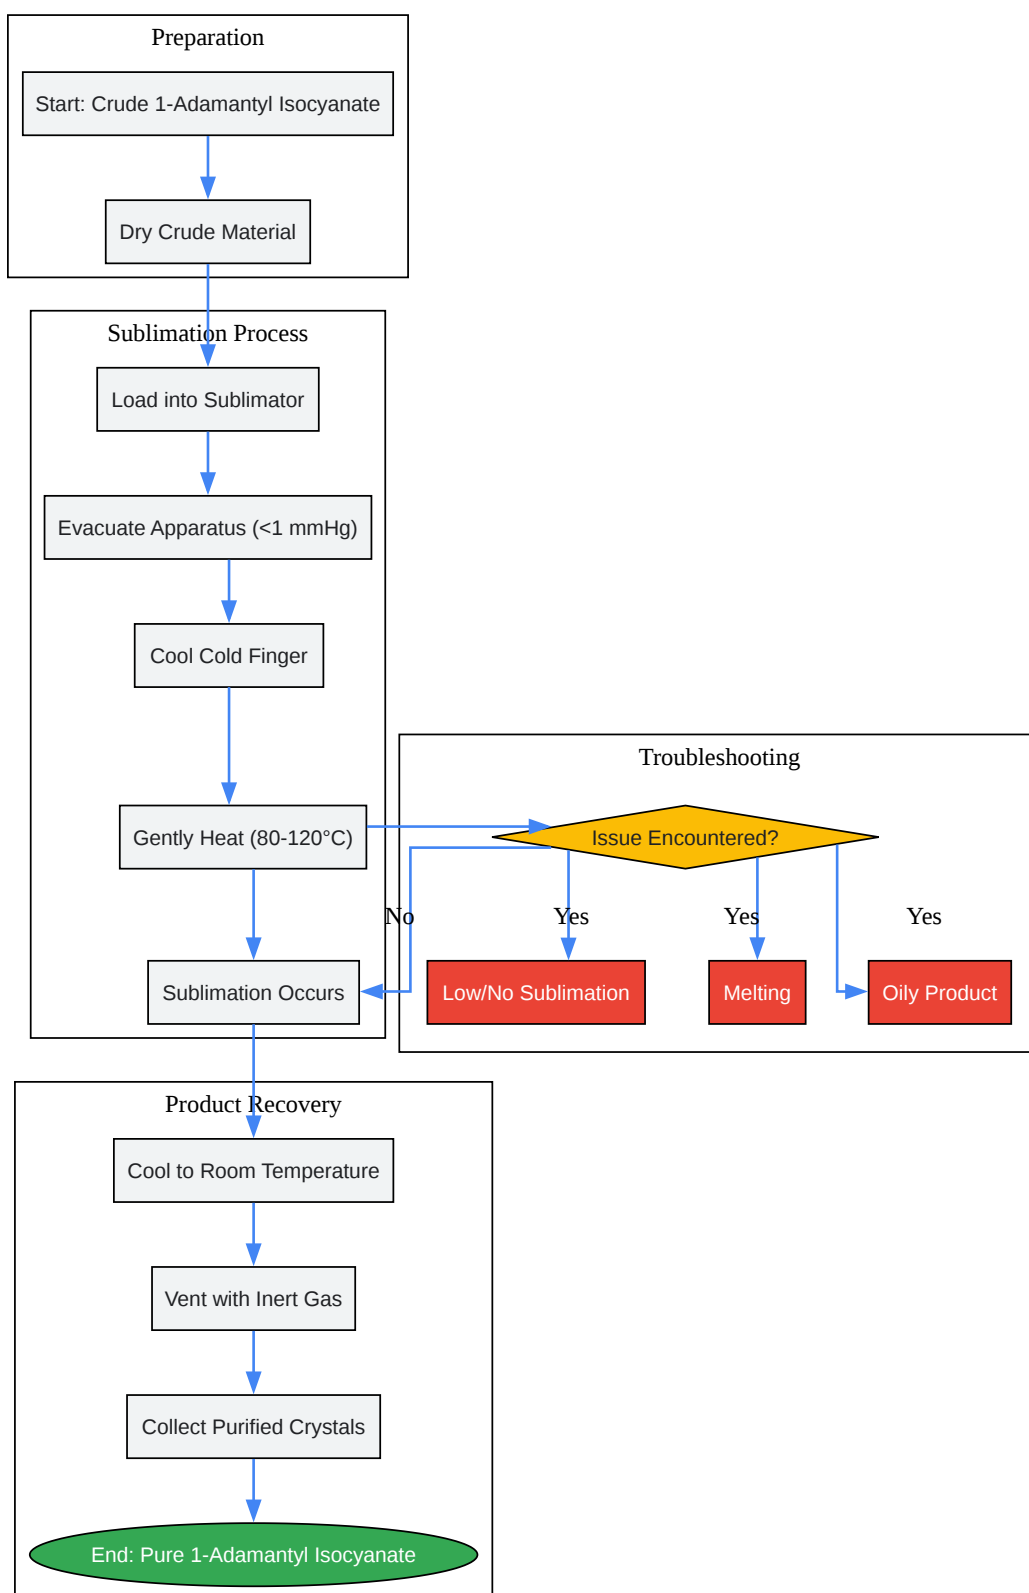 Preparation
Start: Crude 1-Adamantyl Isocyanate
Dry Crude Material
Sublimation Process
Load into Sublimator
Evacuate Apparatus (<1 mmHg)
Cool Cold Finger
Troubleshooting
Gently Heat (80-120°C)
Issue Encountered?
No
Yes
Yes
Yes
Sublimation Occurs
Low/No Sublimation
Melting
Oily Product
Product Recovery
Cool to Room Temperature
Vent with Inert Gas
Collect Purified Crystals
End: Pure 1-Adamantyl Isocyanate